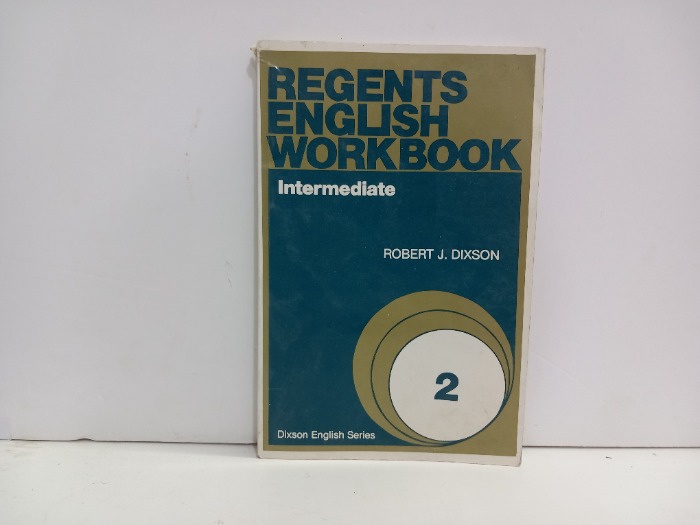 REGENTS
ENGLISH
WORKBOOK
Intermediate
ROBERT J. DIXSON
2
Dixson English Series